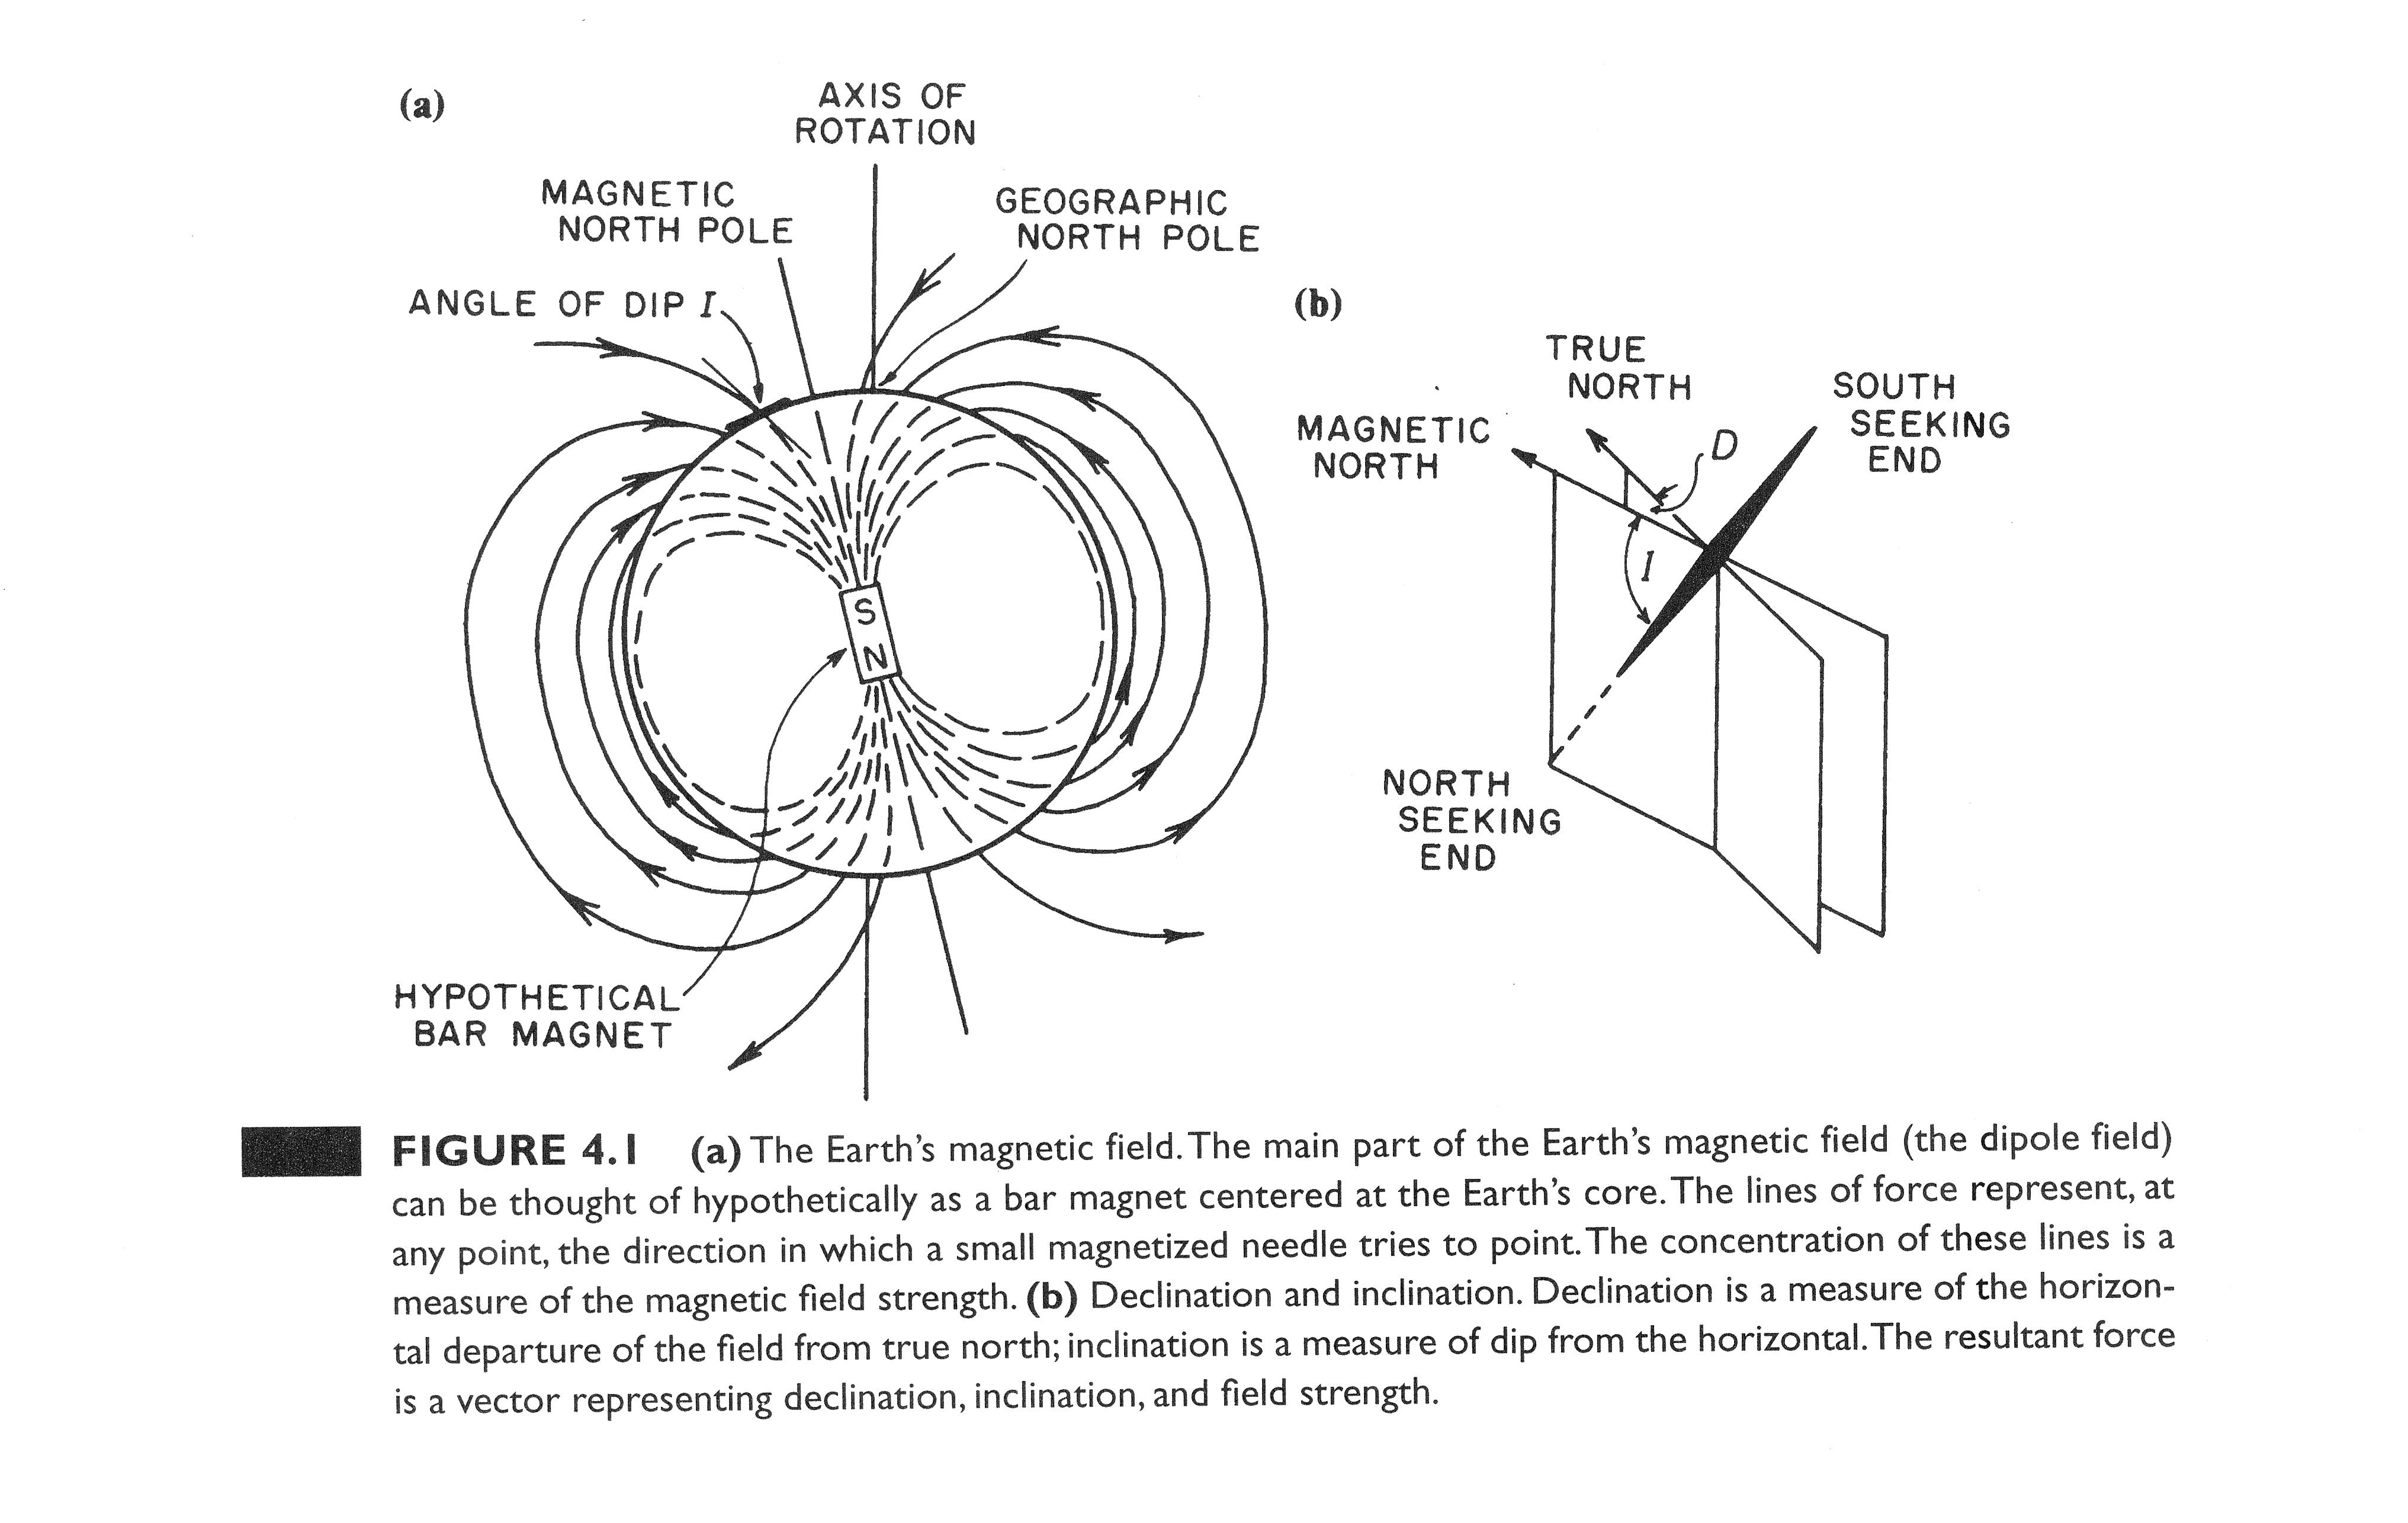 (a)
AXIS OF
ROTATION
MAGNETIC
NORTH POLE
GEOGRAPHIC
NORTH POLE
ANGLE OF DIP I
S
N
HYPOTHETICAL
BAR MAGNET
(b)
TRUE
NORTH
MAGNETIC
NORTH
D
SOUTH
SEEKING
END
I
NORTH
SEEKING
END
FIGURE 4.1 (a) The Earth's magnetic field. The main part of the Earth's magnetic field (the dipole field)
can be thought of hypothetically as a bar magnet centered at the Earth's core. The lines of force represent, at
any point, the direction in which a small magnetized needle tries to point. The concentration of these lines is a
measure of the magnetic field strength. (b) Declination and inclination. Declination is a measure of the horizon-
tal departure of the field from true north; inclination is a measure of dip from the horizontal. The resultant force
is a vector representing declination, inclination, and field strength.